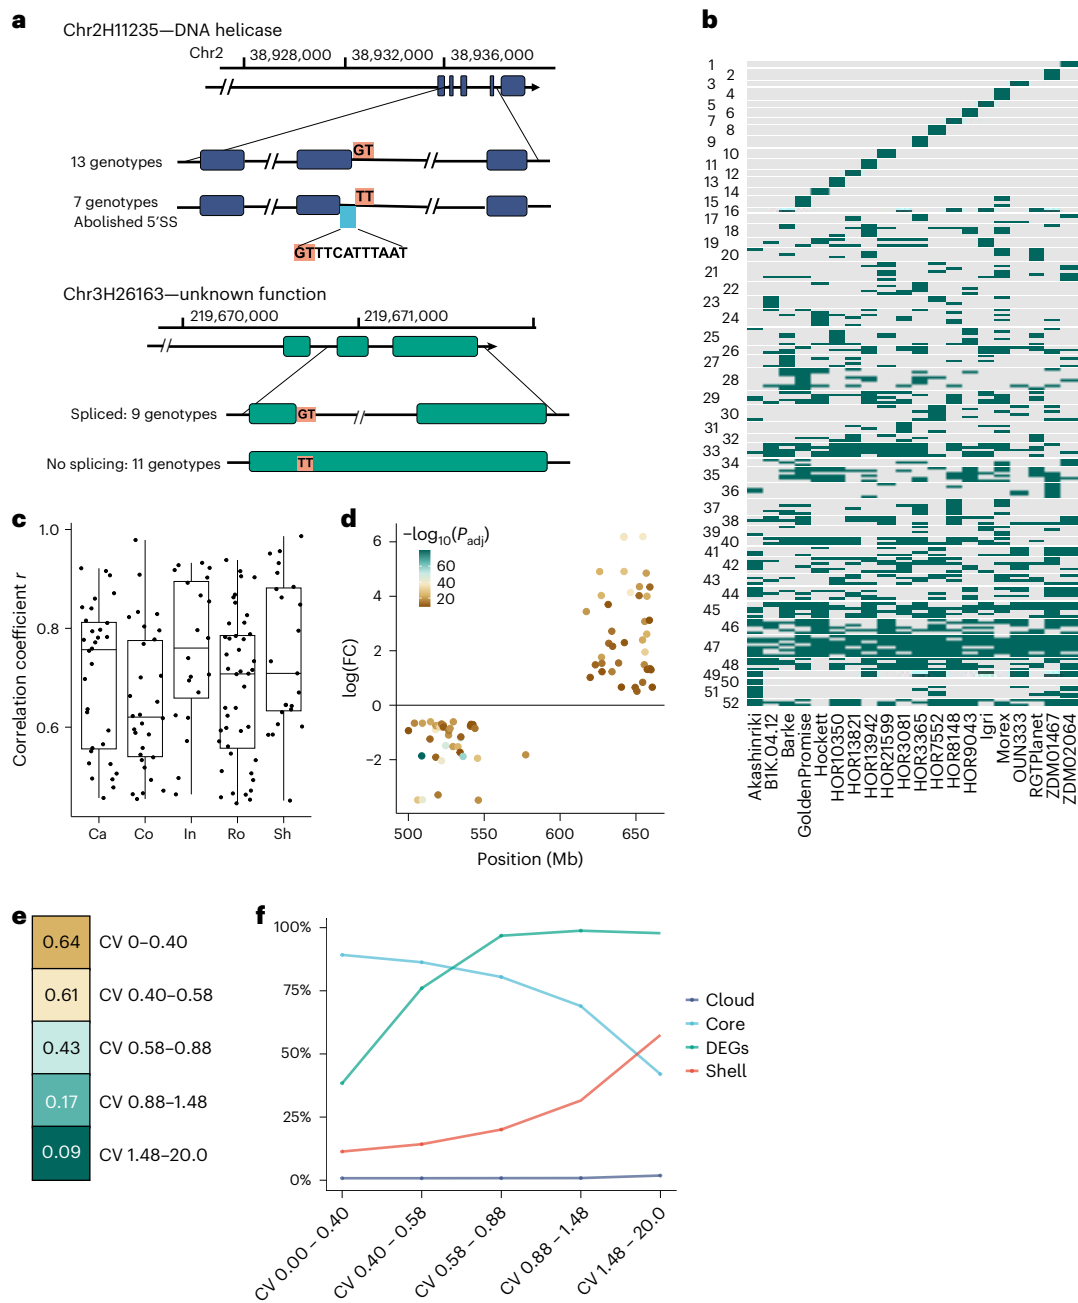 a
Chr2H11235—DNA helicase
Chr2
38,928,000
38,932,000
38,936,000
13 genotypes
GT
7 genotypes
Abolished 5′SS
TT
GTTTCATTTAAT
Chr3H26163—unknown function
219,670,000
219,671,000
Spliced: 9 genotypes
GT
No splicing: 11 genotypes
TT
b
1
2
3
4
5
6
7
8
9
10
11
12
13
14
15
16
17
18
19
20
21
22
23
24
25
26
27
28
29
30
31
32
33
34
35
36
37
38
39
40
41
42
43
44
45
46
47
48
49
50
51
52
Akashinriki
B1K.04.12
Barke
GoldenPromise
Hockett
HOR10350
HOR13821
HOR13942
HOR21599
HOR3081
HOR3365
HOR7552
HOR8148
HOR9043
Igri
Morex
OUN333
RGTPlanet
ZDM01467
ZDM02064
c
Correlation coefficient r
1.0
0.8
0.6
Ca
Co
In
Ro
Sh
d
−log10(Padj)
60
40
20
log(FC)
6
4
2
0
−2
500
550
600
650
Position (Mb)
e
0.64 CV 0–0.40
0.61 CV 0.40–0.58
0.43 CV 0.58–0.88
0.17 CV 0.88–1.48
0.09 CV 1.48–20.0
f
100%
75%
50%
25%
0%
CV 0.00 – 0.40
CV 0.40 – 0.58
CV 0.58 – 0.88
CV 0.88 – 1.48
CV 1.48 – 20.0
Cloud
Core
DEGs
Shell